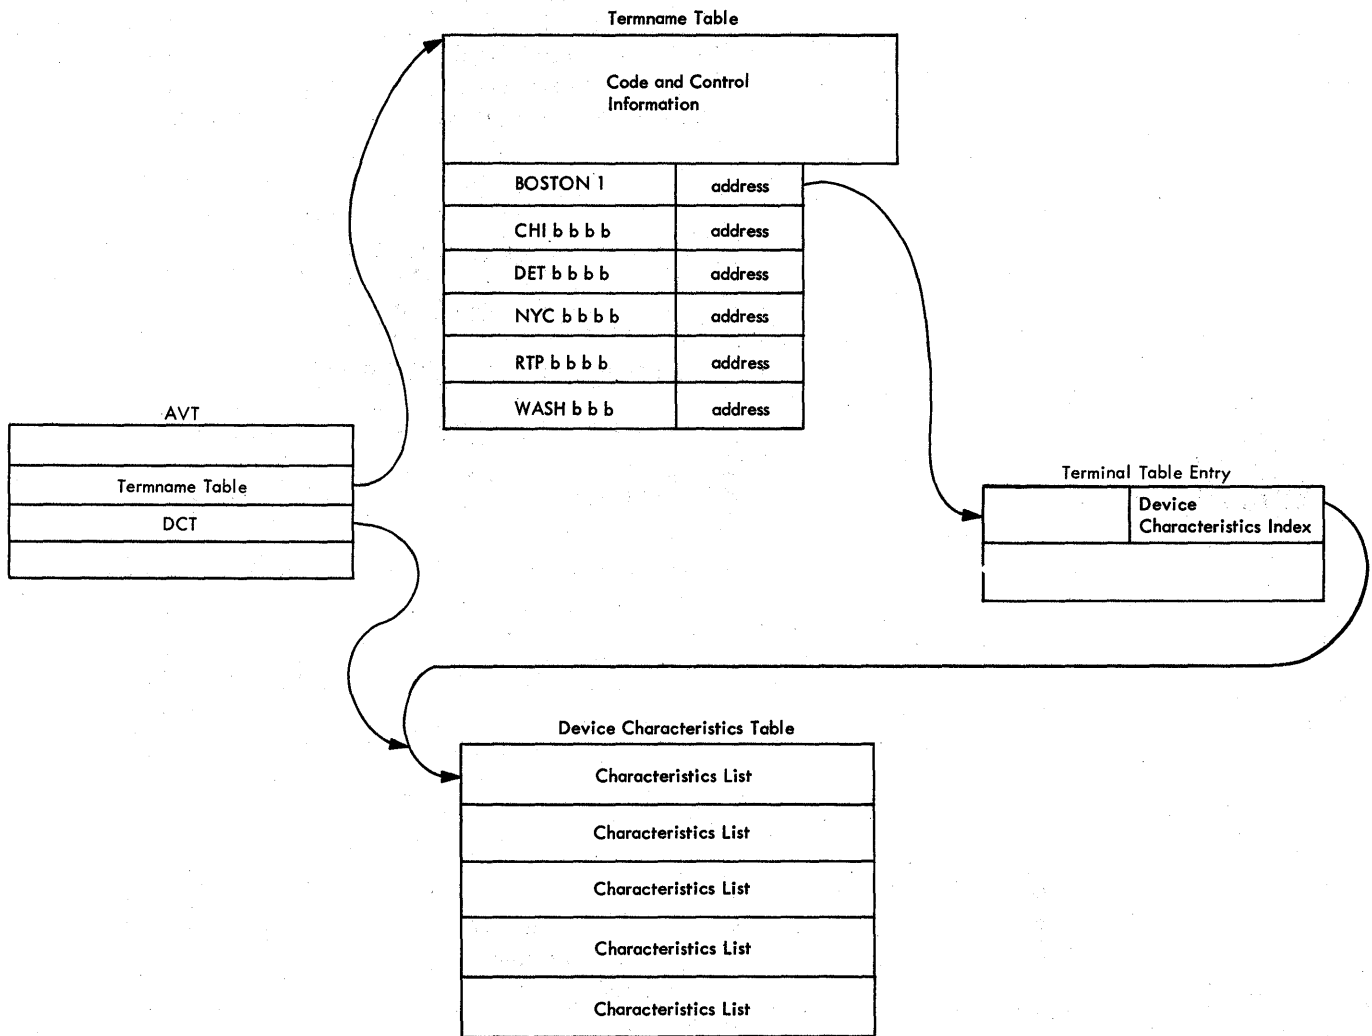 Termname Table
Code and Control
Information
BOSTON 1 address
CHI b b b b address
DET b b b b address
NYC b b b b address
RTP b b b b address
WASH b b b address
AVT
Termname Table
DCT
Terminal Table Entry
Device
Characteristics Index
Device Characteristics Table
Characteristics List
Characteristics List
Characteristics List
Characteristics List
Characteristics List